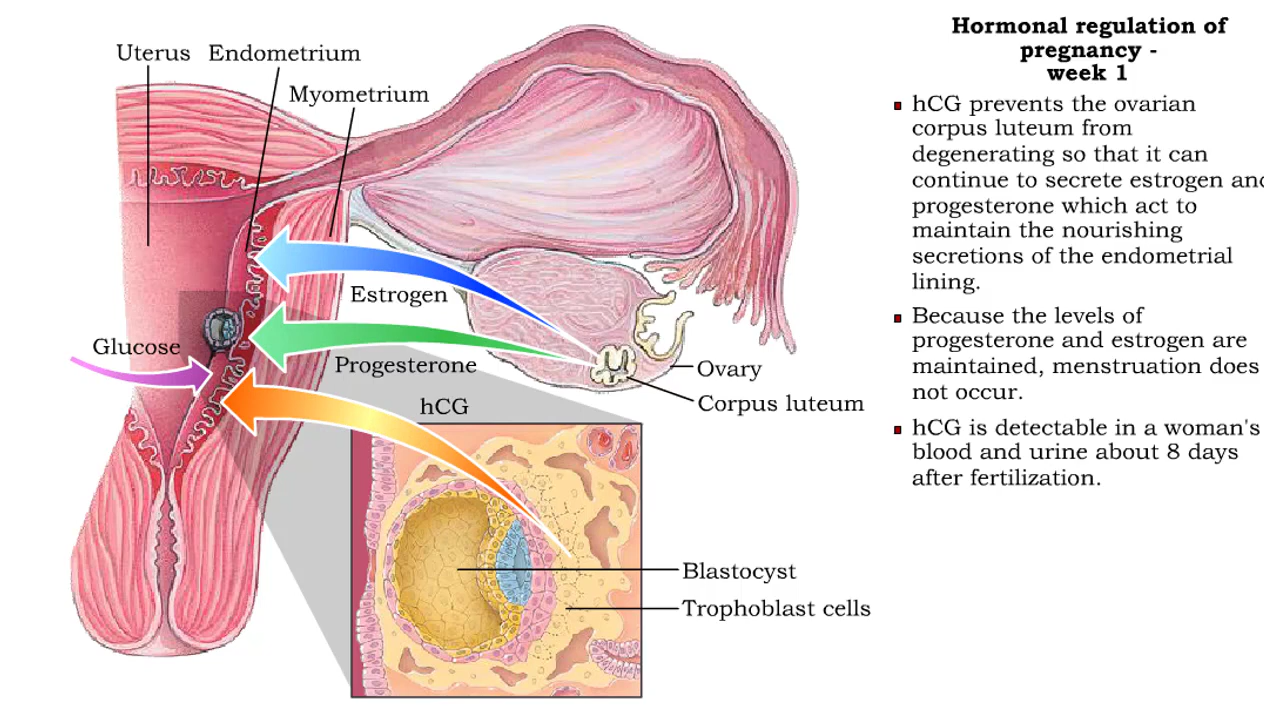 Uterus
Endometrium
Myometrium
Estrogen
Glucose
Progesterone
hCG
Ovary
Corpus luteum
Blastocyst
Trophoblast cells
Hormonal regulation of
pregnancy -
week 1
hCG prevents the ovarian
corpus luteum from
degenerating so that it can
continue to secrete estrogen and
progesterone which act to
maintain the nourishing
secretions of the endometrial
lining.
Because the levels of
progesterone and estrogen are
maintained, menstruation does
not occur.
hCG is detectable in a woman's
blood and urine about 8 days
after fertilization.